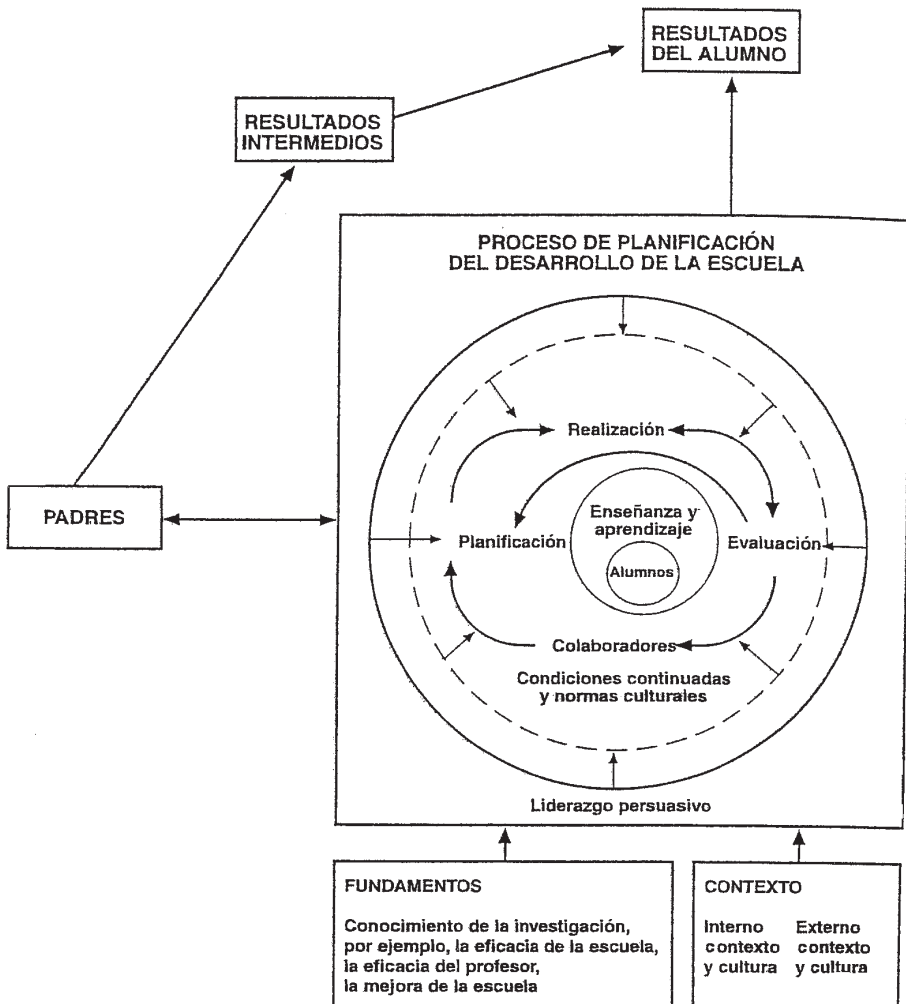 RESULTADOS
DEL ALUMNO
RESULTADOS
INTERMEDIOS
PROCESO DE PLANIFICACIÓN
DEL DESARROLLO DE LA ESCUELA
Realización
Enseñanza y
aprendizaje
PADRES
Planificación
Evaluación
Alumnos
Colaboradores
Condiciones continuadas
y normas culturales
Liderazgo persuasivo
FUNDAMENTOS
Conocimiento de la investigación,
por ejemplo, la eficacia de la escuela,
la eficacia del profesor,
la mejora de la escuela
CONTEXTO
Interno
contexto
y cultura
Externo
contexto
y cultura